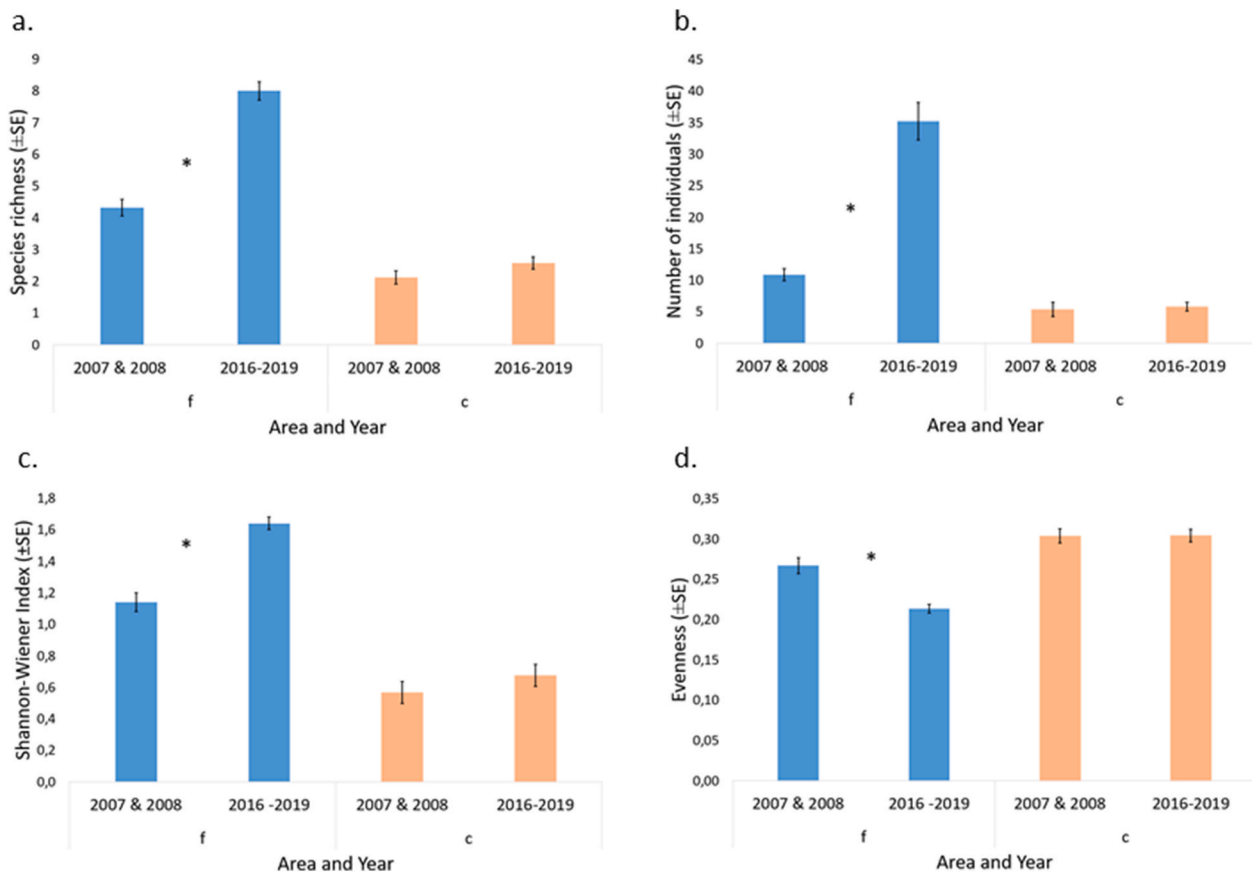 a.
Species richness (±SE)
9
8
7
6
5
4
3
2
1
0
*
2007 & 2008
2016-2019
2007 & 2008
2016-2019
f
c
Area and Year
b.
Number of individuals (±SE)
45
40
35
30
25
20
15
10
5
0
*
2007 & 2008
2016-2019
2007 & 2008
2016-2019
f
c
Area and Year
c.
Shannon-Wiener Index (±SE)
1,8
1,6
1,4
1,2
1,0
0,8
0,6
0,4
0,2
0,0
*
2007 & 2008
2016 -2019
2007 & 2008
2016-2019
f
c
Area and Year
d.
Evenness (±SE)
0,35
0,30
0,25
0,20
0,15
0,10
0,05
0,00
*
2007 & 2008
2016 -2019
2007 & 2008
2016-2019
f
c
Area and Year